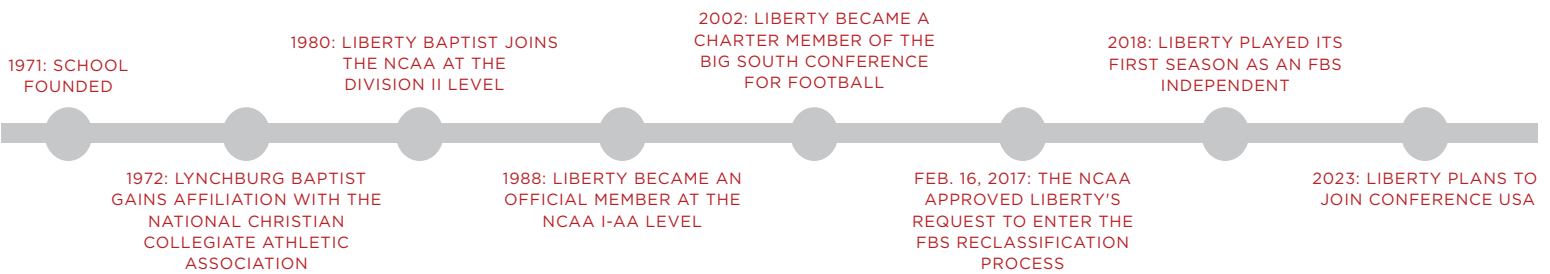 1971: SCHOOL
FOUNDED
1972: LYNCHBURG BAPTIST
GAINS AFFILIATION WITH THE
NATIONAL CHRISTIAN
COLLEGIATE ATHLETIC
ASSOCIATION
1980: LIBERTY BAPTIST JOINS
THE NCAA AT THE
DIVISION II LEVEL
1988: LIBERTY BECAME AN
OFFICIAL MEMBER AT THE
NCAA I-AA LEVEL
2002: LIBERTY BECAME A
CHARTER MEMBER OF THE
BIG SOUTH CONFERENCE
FOR FOOTBALL
FEB. 16, 2017: THE NCAA
APPROVED LIBERTY'S
REQUEST TO ENTER THE
FBS RECLASSIFICATION
PROCESS
2018: LIBERTY PLAYED ITS
FIRST SEASON AS AN FBS
INDEPENDENT
2023: LIBERTY PLANS TO
JOIN CONFERENCE USA